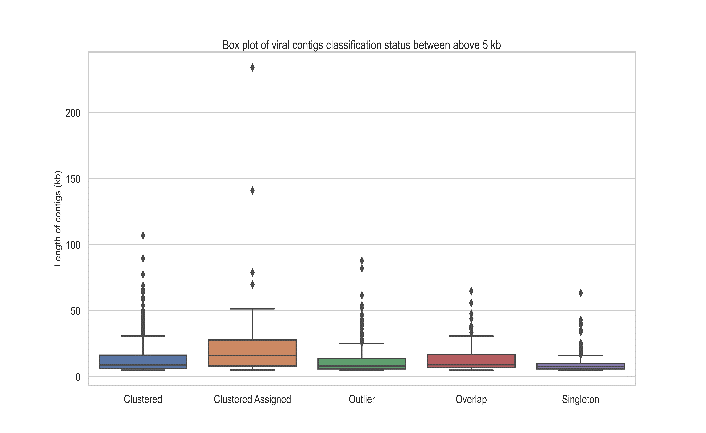 Box plot of viral contigs classification status between above 5 kb
Length of contigs (kb)
200
150
100
50
0
Clustered
Clustered Assigned
Outlier
Overlap
Singleton